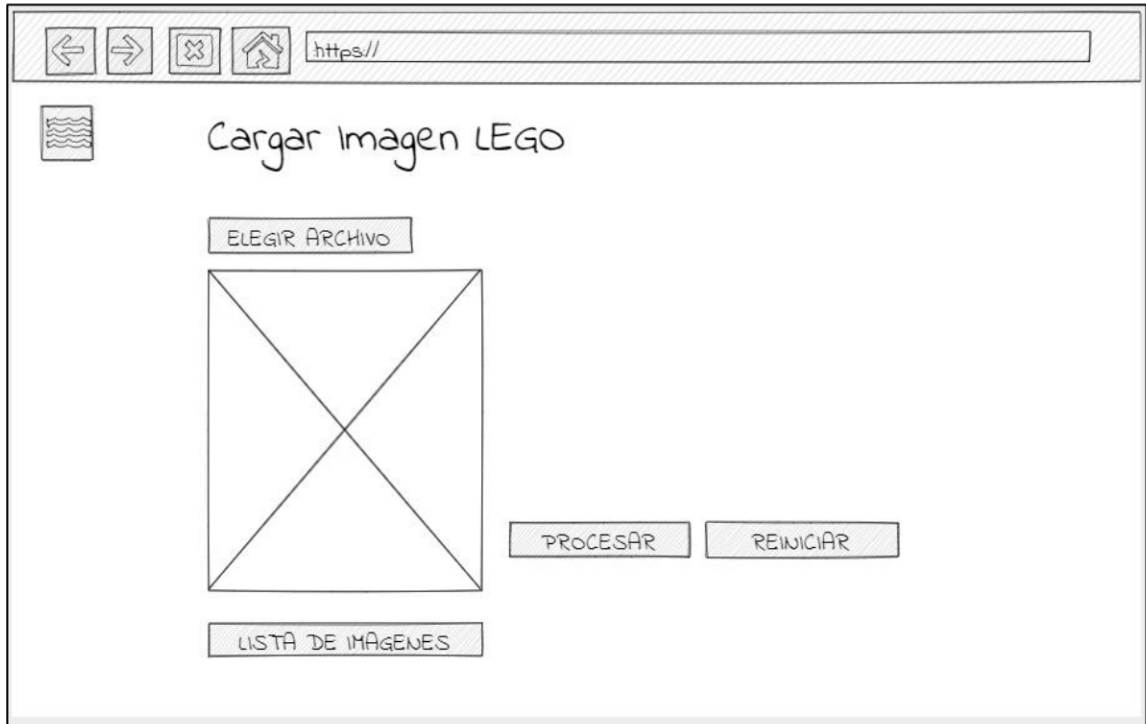 https://
Cargar Imagen LEGO
ELEGIR ARCHIVO
PROCESAR
REINICIAR
LISTA DE IMAGENES